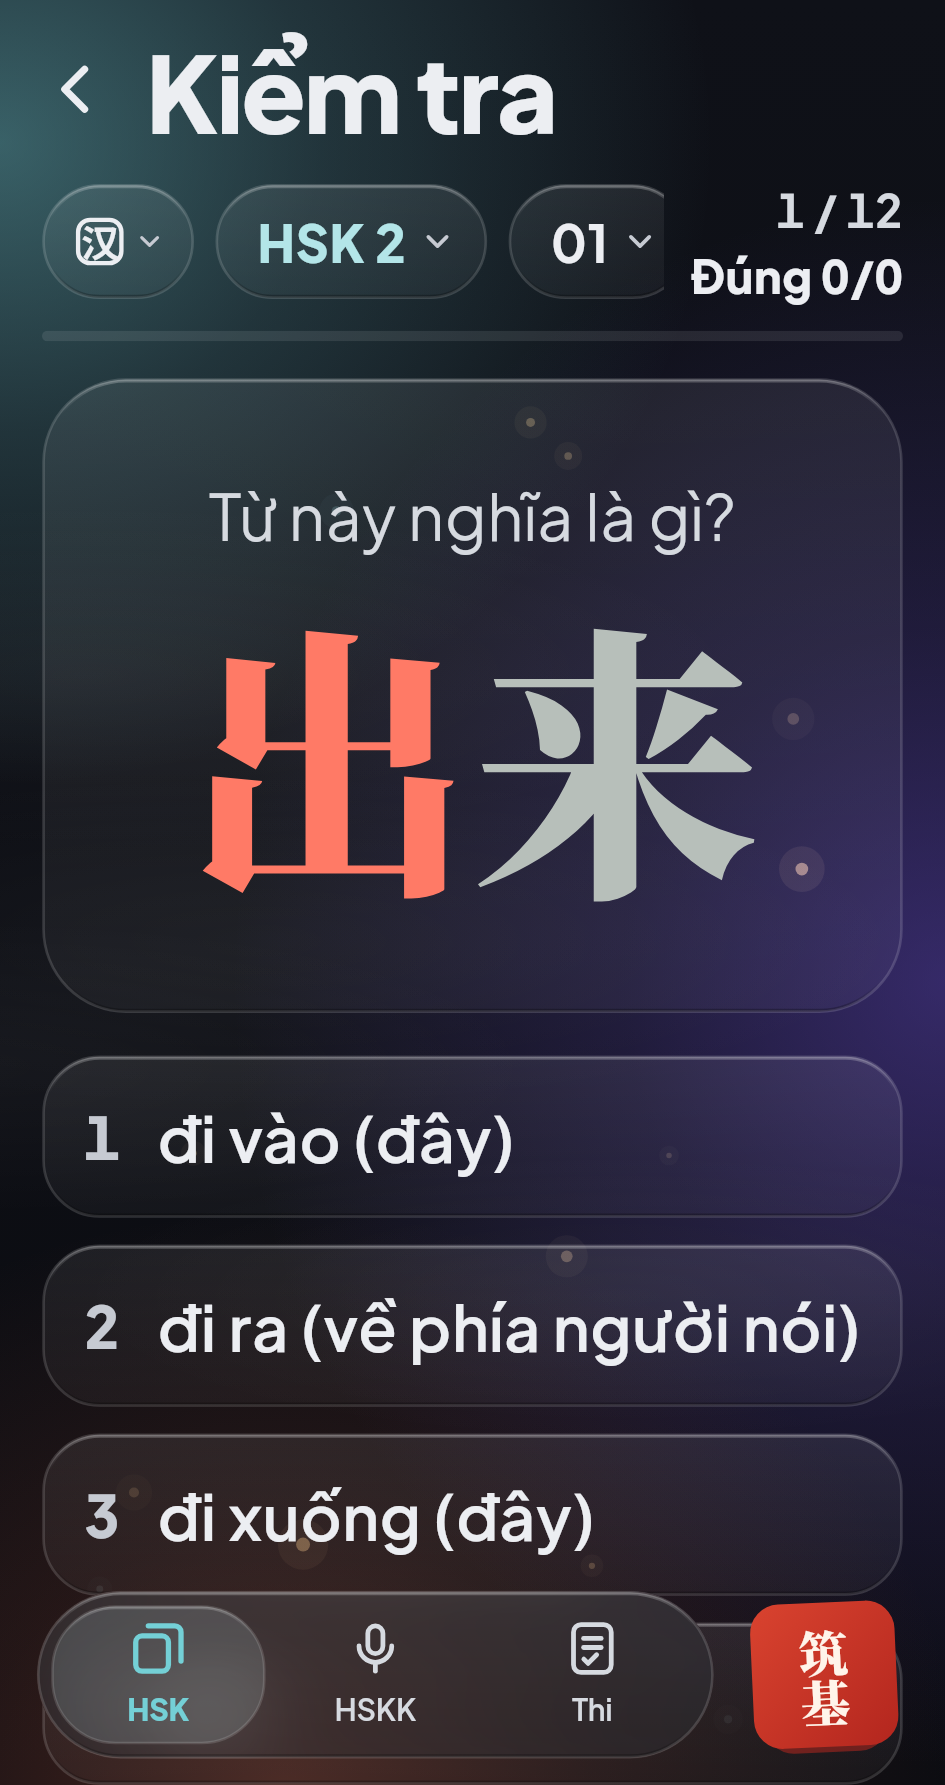 Kiểm tra
汉
HSK 2
01
1 / 12
Đúng 0/0
Từ này nghĩa là gì?
出来
1 đi vào (đây)
2 đi ra (về phía người nói)
3 đi xuống (đây)
HSK
HSKK
Thi
筑
基